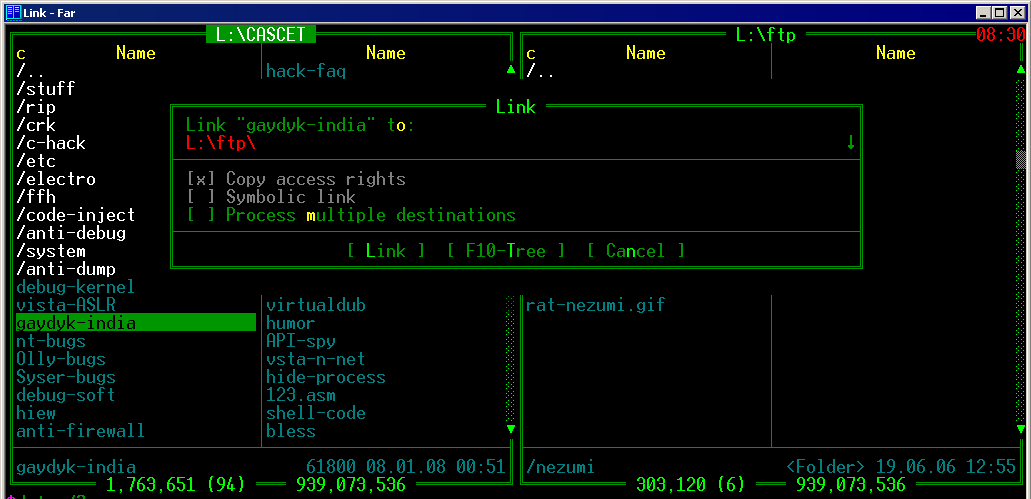 Link - Far
L:\CASCET
L:\ftp
08:30
c Name Name
c Name Name
/..
hack-faq
/..
/stuff
/rip
/crk
/c-hack
/etc
/electro
/ffh
/code-inject
/anti-debug
/system
/anti-dump
debug-kernel
Link
Link "gaydyk-india" to:
L:\ftp\
[x] Copy access rights
[ ] Symbolic link
[ ] Process multiple destinations
[ Link ] [ F10-Tree ] [ Cancel ]
vista-ASLR
gaydyk-india
nt-bugs
Olly-bugs
Syser-bugs
debug-soft
hiew
anti-firewall
virtualdub
humor
API-spy
vsta-n-net
hide-process
123.asm
shell-code
bless
rat-nezumi.gif
gaydyk-india 61800 08.01.08 00:51
/nezumi <Folder> 19.06.06 12:55
1,763,651 (94) 939,073,536
303,120 (6) 939,073,536